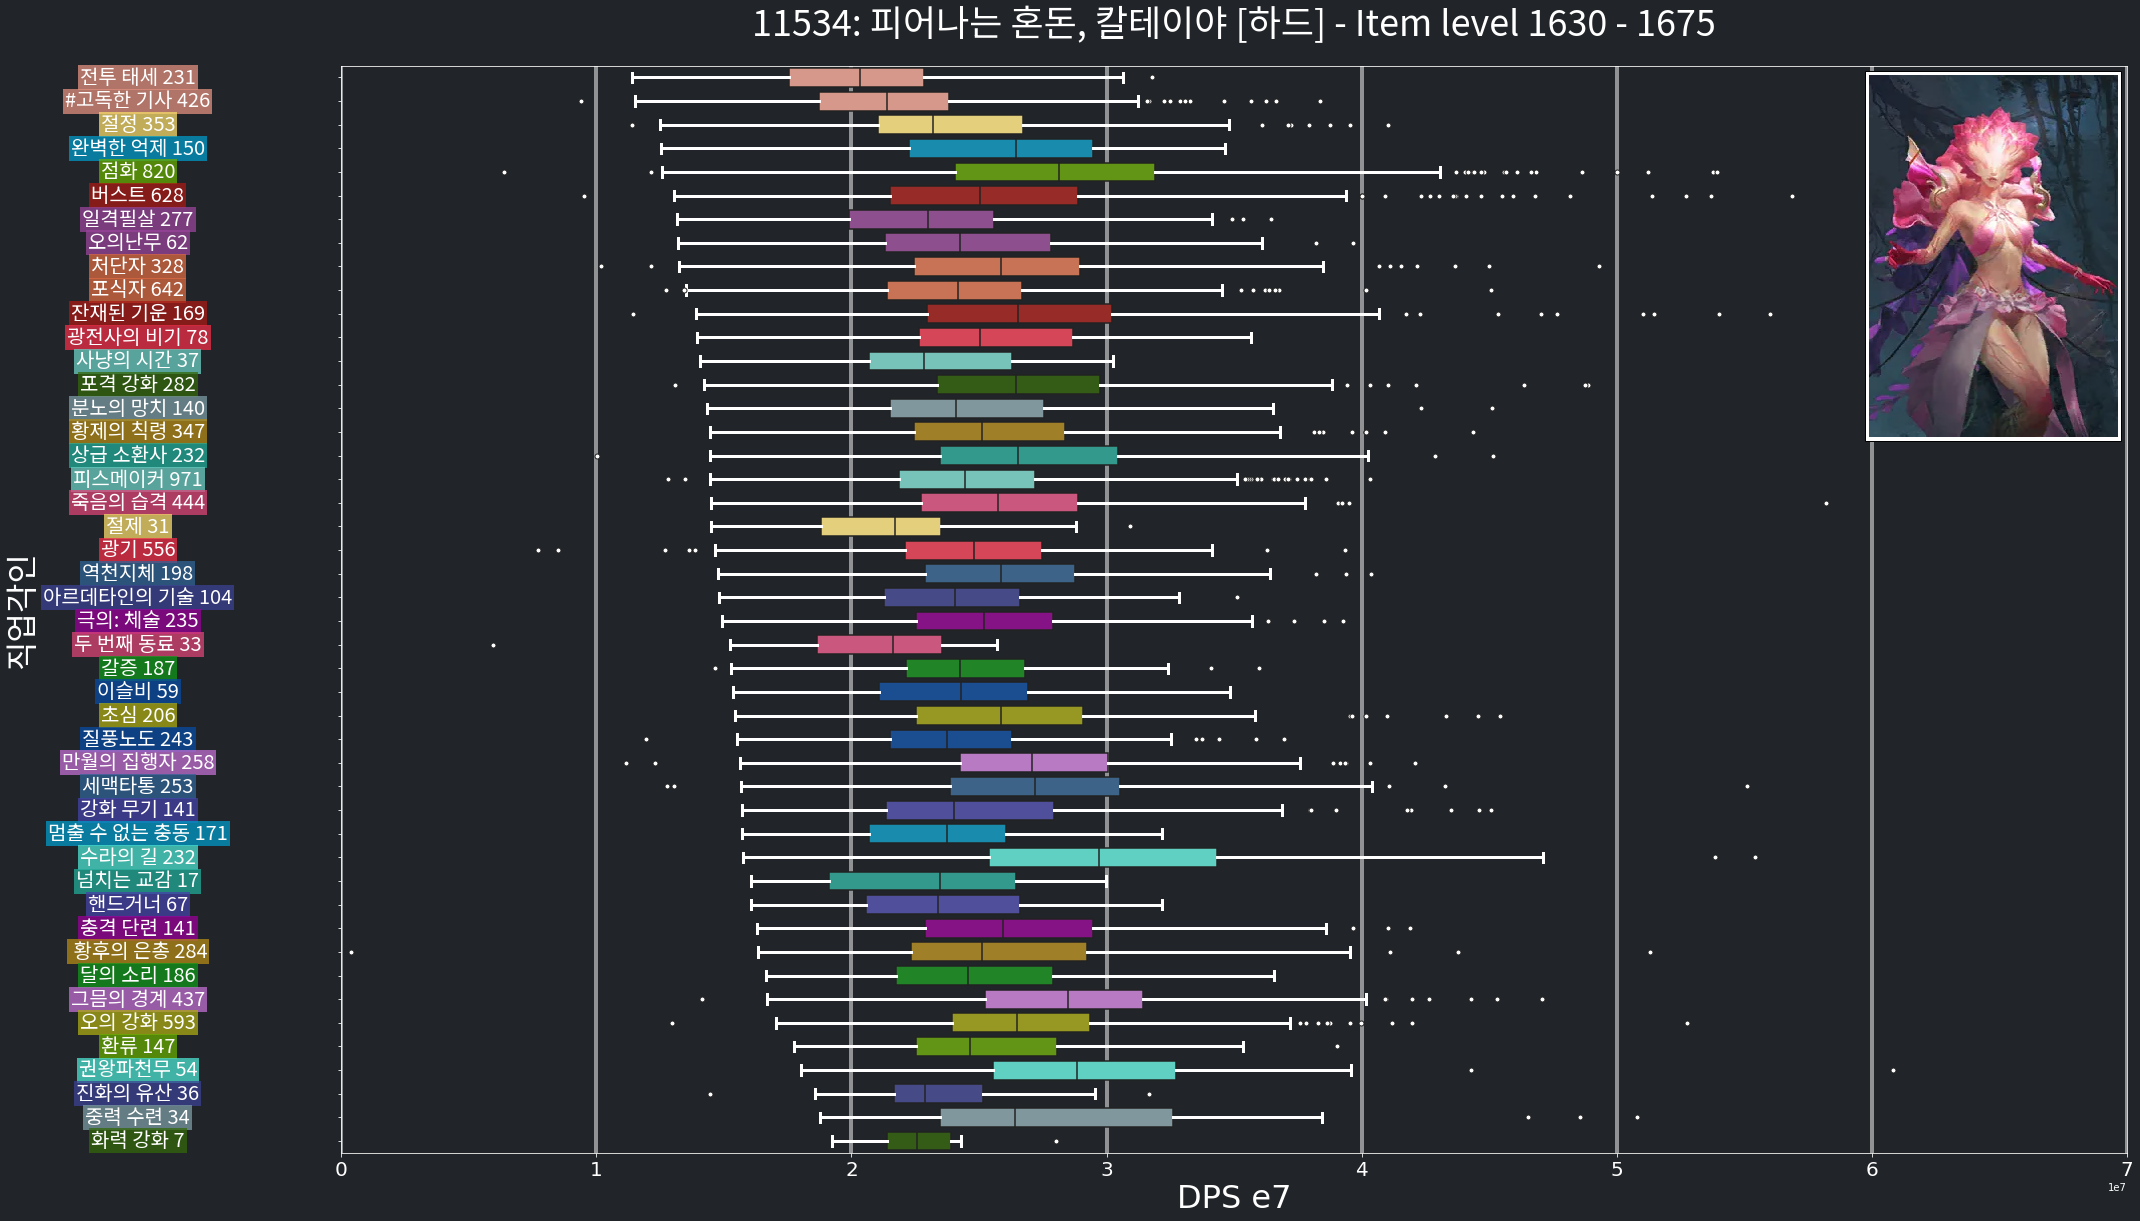 11534: 피어나는 혼돈, 칼테이야 [하드] - Item level 1630 - 1675
직업각인
전투 태세 231
#고독한 기사 426
절정 353
완벽한 억제 150
점화 820
버스트 628
일격필살 277
오의난무 62
처단자 328
포식자 642
잔재된 기운 169
광전사의 비기 78
사냥의 시간 37
포격 강화 282
분노의 망치 140
황제의 칙령 347
상급 소환사 232
피스메이커 971
죽음의 습격 444
절제 31
광기 556
역천지체 198
아르데타인의 기술 104
극의: 체술 235
두 번째 동료 33
갈증 187
이슬비 59
초심 206
질풍노도 243
만월의 집행자 258
세맥타통 253
강화 무기 141
멈출 수 없는 충동 171
수라의 길 232
넘치는 교감 17
핸드거너 67
충격 단련 141
황후의 은총 284
달의 소리 186
그믐의 경계 437
오의 강화 593
환류 147
권왕파천무 54
진화의 유산 36
중력 수련 34
화력 강화 7
0 1 2 3 4 5 6 7
1e7
DPS e7